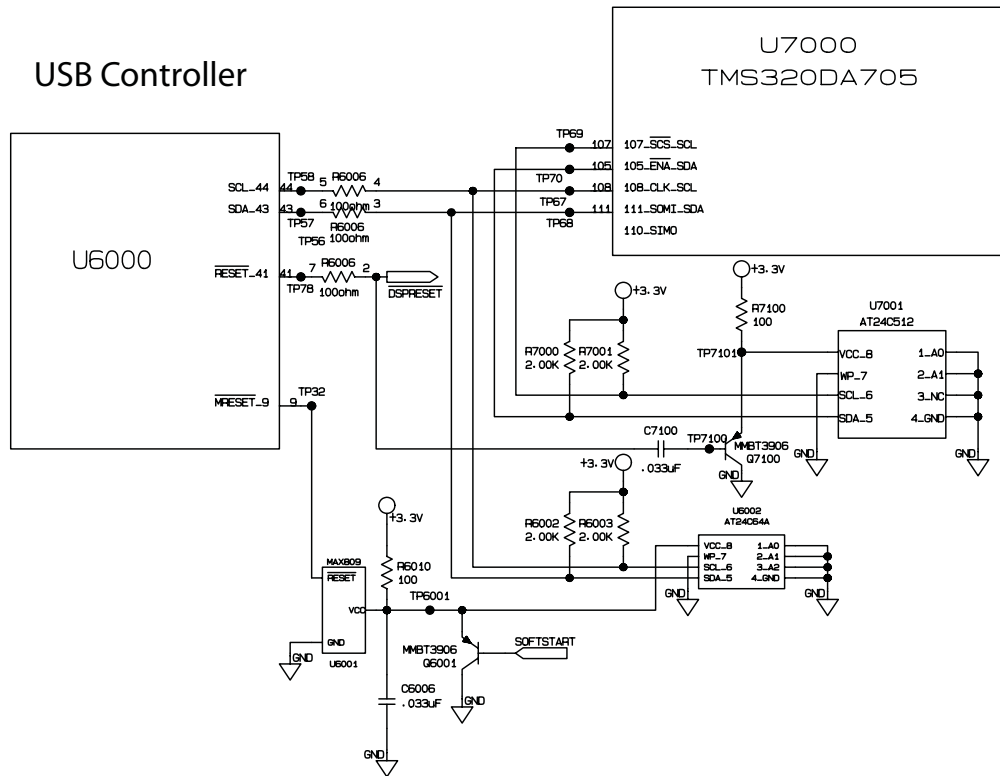 USB Controller
U7000
TMS320DA705
TP69
107
107_SCS_SCL
105
105_ENA_SDA
TP70
108
108_CLK_SCL
TP67
111
111_SOMI_SDA
TP68
110_SIMO
U6000
SCL_44
44
TP58
5
R6006
4
100ohm
SDA_43
43
TP57
6
3
TP56
R6006
100ohm
RESET_41
41
TP78
7
R6006
2
100ohm
DSPRESET
MRESET_9
9
TP32
+3.3V
R7100
100
TP7101
+3.3V
R7000
2.00K
R7001
2.00K
U7001
AT24C512
VCC_8
1_A0
WP_7
2_A1
SCL_6
3_NC
SDA_5
4_GND
GND
GND
C7100
.033uF
TP7100
MMBT3906
Q7100
GND
+3.3V
R6002
2.00K
R6003
2.00K
U6002
AT24C64A
VCC_8
1_A0
WP_7
2_A1
SCL_6
3_A2
SDA_5
4_GND
GND
GND
+3.3V
R6010
100
MAX809
RESET
VCC
GND
U6001
GND
TP6001
MMBT3906
Q6001
SOFTSTART
GND
C6006
.033uF
GND